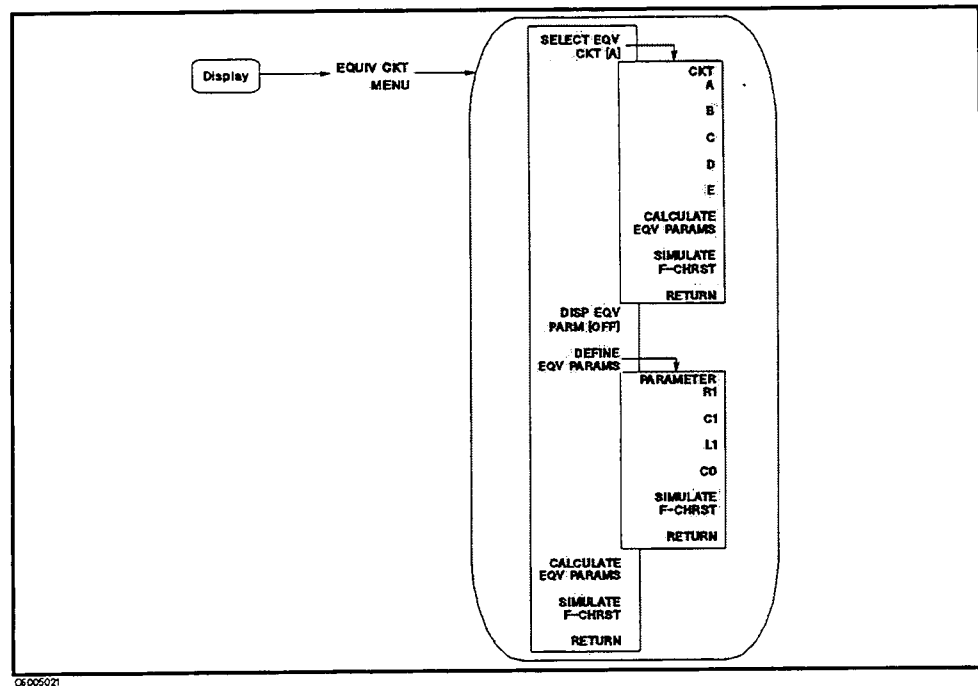 Display
EQUIV CKT
MENU
SELECT EQV
CKT [A]
CKT
A
B
C
D
E
CALCULATE
EQV PARAMS
SIMULATE
F-CHRST
RETURN
DISP EQV
PARM [OFF]
DEFINE
EQV PARAMS
PARAMETER
R1
C1
L1
C0
SIMULATE
F-CHRST
RETURN
CALCULATE
EQV PARAMS
SIMULATE
F-CHRST
RETURN
C6005021